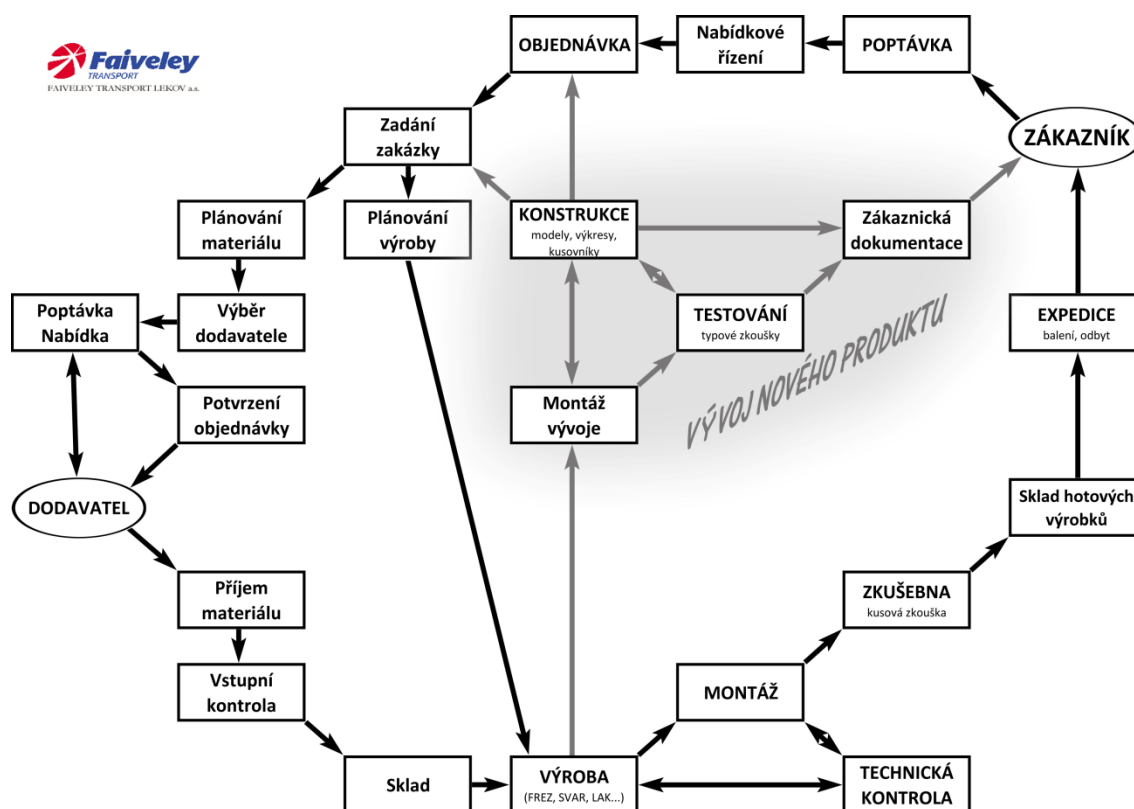 Faiveley
TRANSPORT
FAIVELEY TRANSPORT LEKOV a.s.
OBJEDNÁVKA
Nabídkové
řízení
POPTÁVKA
ZÁKAZNÍK
Zadání
zakázky
Plánování
materiálu
Plánování
výroby
KONSTRUKCE
modely, výkresy,
kusovníky
Zákaznická
dokumentace
Poptávka
Nabídka
Výběr
dodavatele
TESTOVÁNÍ
typové zkoušky
EXPEDICE
balení, odbyt
VÝVOJ NOVÉHO PRODUKTU
Potvrzení
objednávky
Montáž
vývoje
DODAVATEL
Sklad hotových
výrobků
Příjem
materiálu
ZKUŠEBNA
kusová zkouška
Vstupní
kontrola
MONTÁŽ
Sklad
VÝROBA
(FREZ, SVAR, LAK...)
TECHNICKÁ
KONTROLA